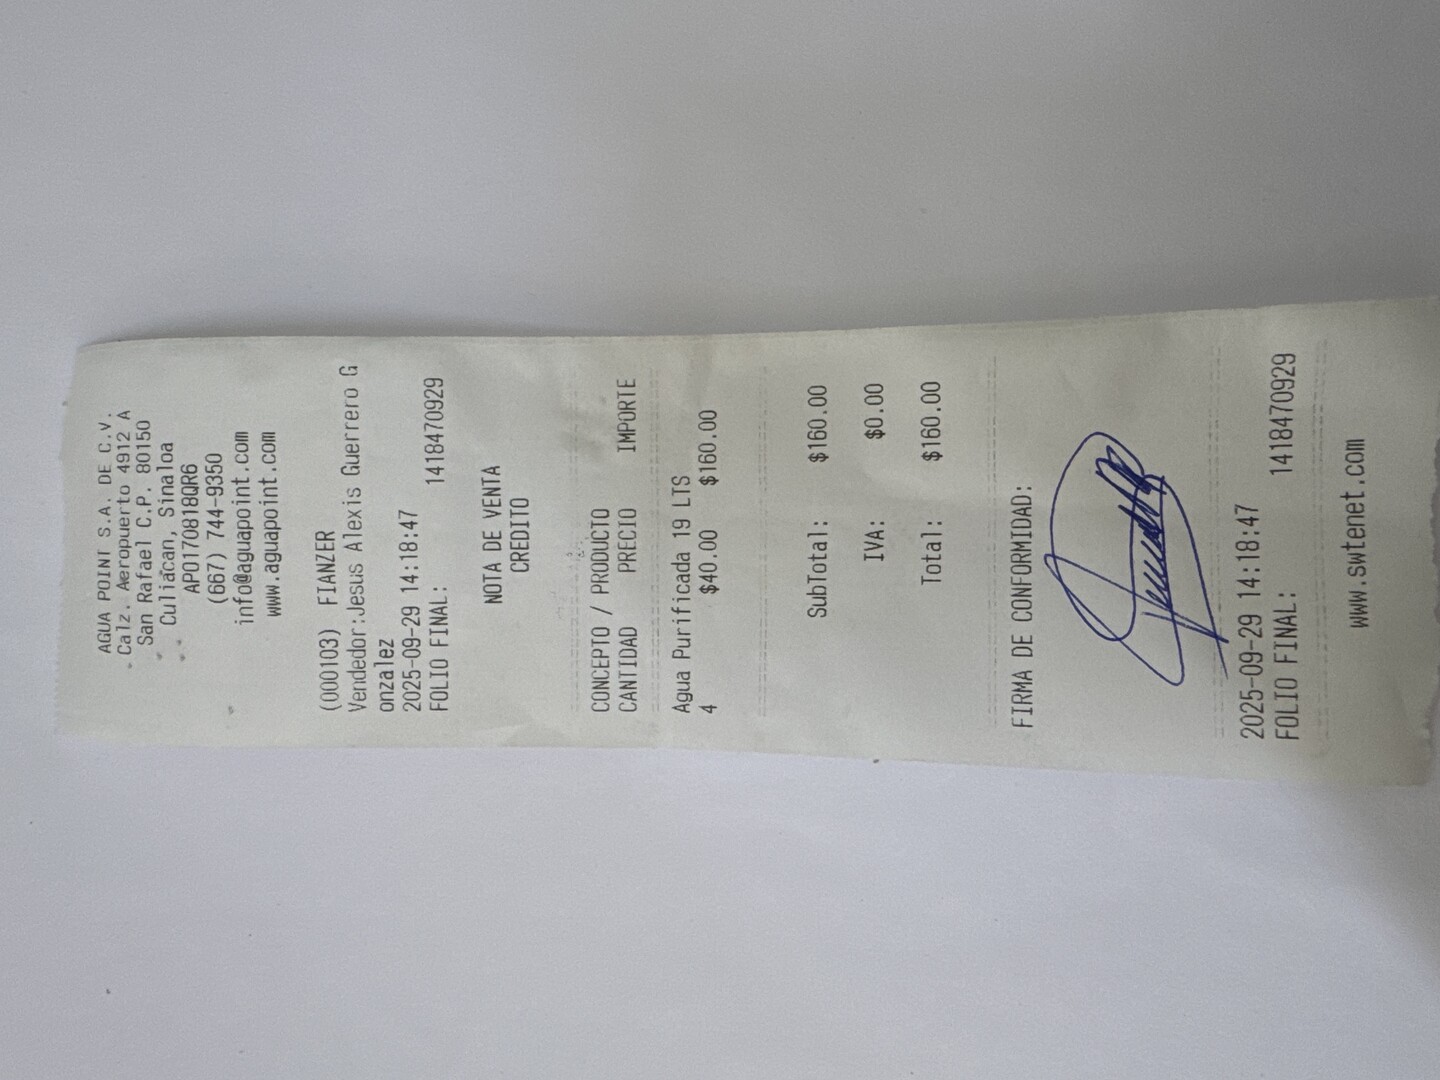 AGUA POINT S.A. DE C.V.
Calz. Aeropuerto 4912 A
San Rafael C.P. 80150
Culiacan, Sinaloa
APO170818QR6
(667) 744-9350
info@aguapoint.com
www.aguapoint.com
(000103) FIANZER
Vendedor:Jesus Alexis Guerrero G
onzalez
2025-09-29 14:18:47
FOLIO FINAL: 1418470929
NOTA DE VENTA
CREDITO
CONCEPTO / PRODUCTO
CANTIDAD PRECIO IMPORTE
Agua Purificada 19 LTS
4 $40.00 $160.00
SubTotal: $160.00
IVA: $0.00
Total: $160.00
FIRMA DE CONFORMIDAD:
2025-09-29 14:18:47
FOLIO FINAL: 1418470929
www.swtenet.com